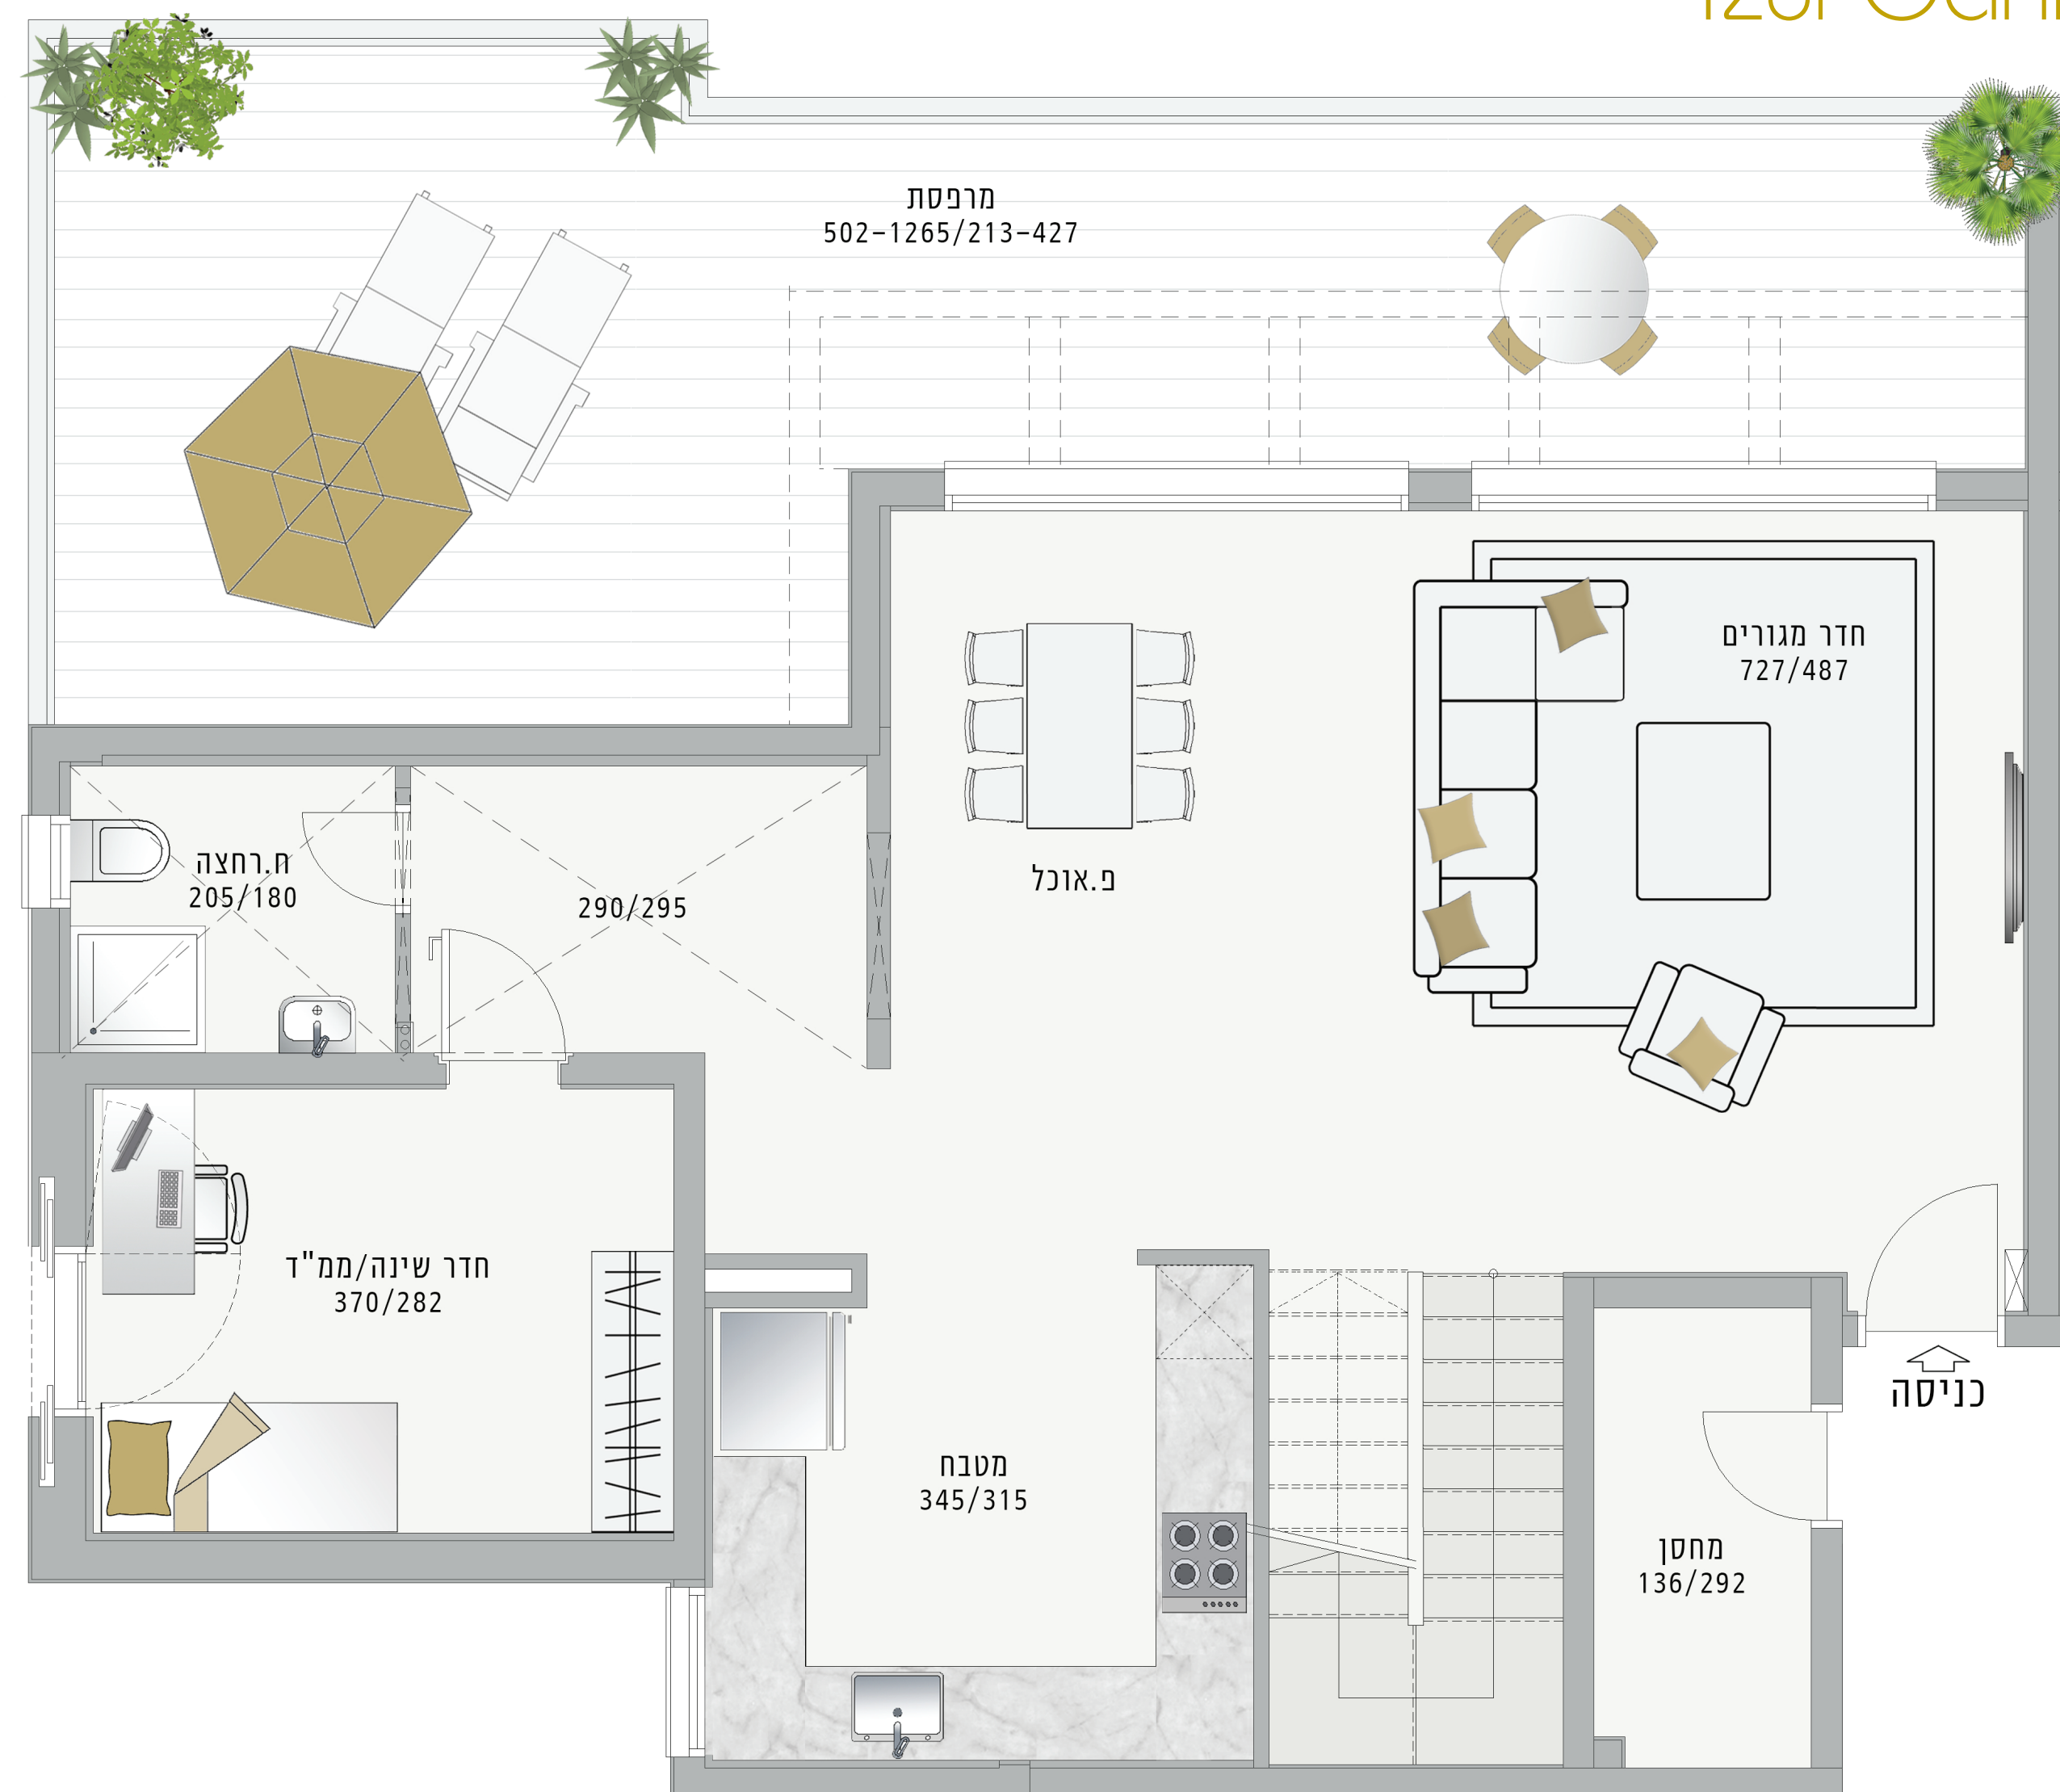 מרפסת
502-1265/213-427
חדר מגורים
727/487
פ.אוכל
ח.רחצה
205/180
290/295
חדר שינה/ממ"ד
370/282
כניסה
מטבח
345/315
מחסן
136/292